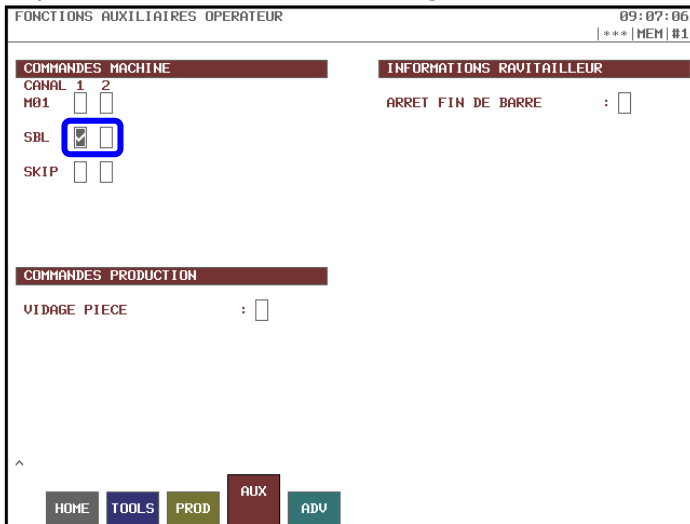 FONCTIONS AUXILIAIRES OPERATEUR 09:07:06
|***|MEM|#1
COMMANDES MACHINE
CANAL 1 2
M01
SBL
SKIP
INFORMATIONS RAVITAILLEUR
ARRET FIN DE BARRE :
COMMANDES PRODUCTION
VIDAGE PIECE :
^
HOME TOOLS PROD AUX ADV